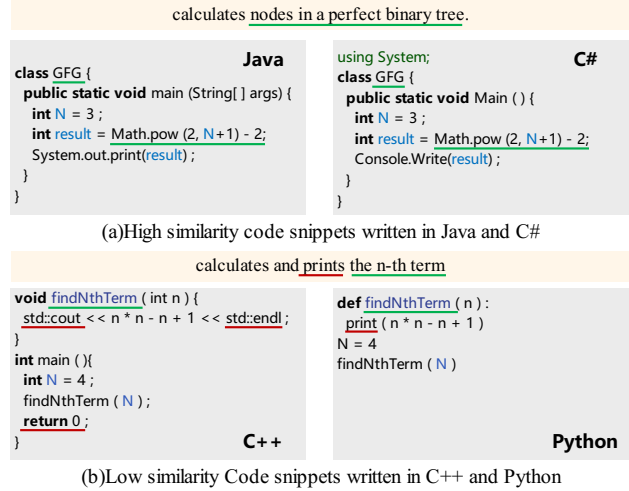 calculates nodes in a perfect binary tree.
Java
class GFG {
public static void main (String[ ] args) {
int N = 3 ;
int result = Math.pow (2, N+1) - 2;
System.out.print(result) ;
}
}
C#
using System;
class GFG {
public static void Main ( ) {
int N = 3 ;
int result = Math.pow (2, N+1) - 2;
Console.Write(result) ;
}
}
(a)High similarity code snippets written in Java and C#
calculates and prints the n-th term
void findNthTerm ( int n ) {
std::cout << n * n - n + 1 << std::endl ;
}
int main ( ){
int N = 4 ;
findNthTerm ( N ) ;
return 0 ;
}
C++
def findNthTerm ( n ) :
print ( n * n - n + 1 )
N = 4
findNthTerm ( N )
Python
(b)Low similarity Code snippets written in C++ and Python